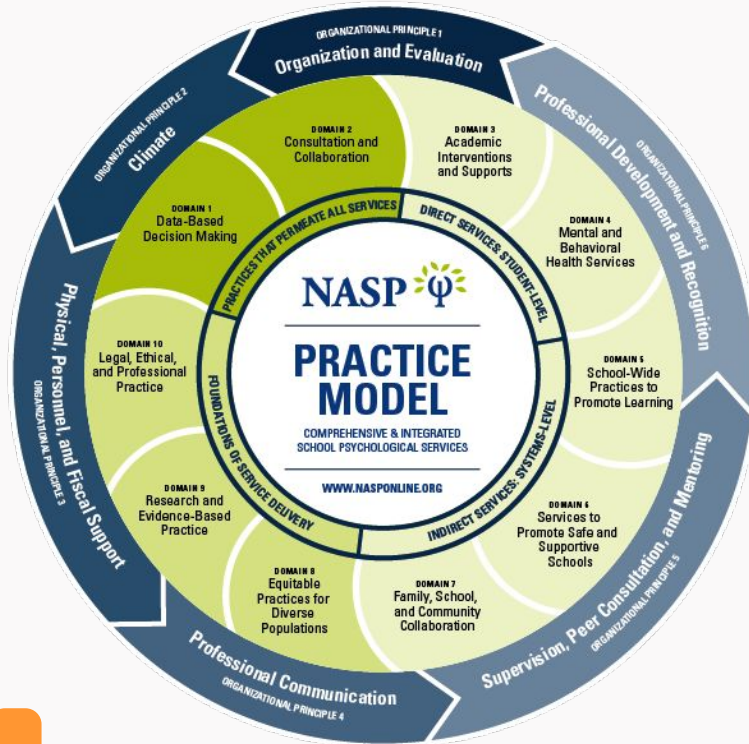 ORGANIZATIONAL PRINCIPLE 1
Organization and Evaluation
ORGANIZATIONAL PRINCIPLE 2
Climate
Physical, Personnel, and Fiscal Support
ORGANIZATIONAL PRINCIPLE 3
Professional Communication
ORGANIZATIONAL PRINCIPLE 4
Supervision, Peer Consultation, and Mentoring
ORGANIZATIONAL PRINCIPLE 5
ORGANIZATIONAL PRINCIPLE 6
Professional Development and Recognition
DOMAIN 1
Data-Based
Decision Making
DOMAIN 2
Consultation and
Collaboration
DOMAIN 3
Academic
Interventions
and Supports
DOMAIN 4
Mental and
Behavioral
Health Services
DOMAIN 5
School-Wide
Practices to
Promote Learning
DOMAIN 6
Services to
Promote Safe and
Supportive
Schools
DOMAIN 7
Family, School,
and Community
Collaboration
DOMAIN 8
Equitable
Practices for
Diverse
Populations
DOMAIN 9
Research and
Evidence-Based
Practice
DOMAIN 10
Legal, Ethical,
and Professional
Practice
PRACTICES THAT PERMEATE ALL SERVICES
DIRECT SERVICES: STUDENT-LEVEL
INDIRECT SERVICES: SYSTEMS-LEVEL
FOUNDATIONS OF SERVICE DELIVERY
NASP ψ
PRACTICE
MODEL
COMPREHENSIVE & INTEGRATED
SCHOOL PSYCHOLOGICAL SERVICES
WWW.NASPONLINE.ORG